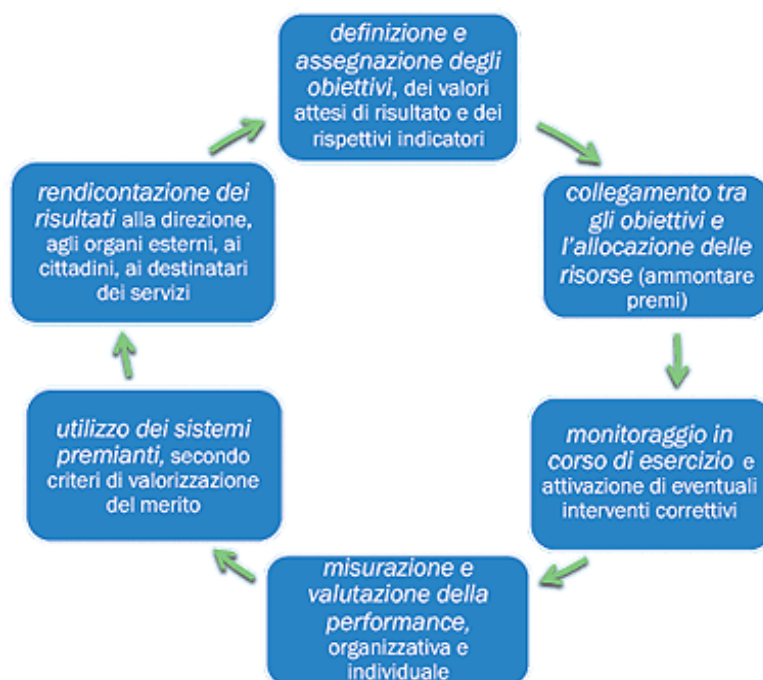 definizione e
assegnazione degli
obiettivi, dei valori
attesi di risultato e dei
rispettivi indicatori
collegamento tra
gli obiettivi e
l'allocazione delle
risorse (ammontare
premi)
monitoraggio in
corso di esercizio e
attivazione di eventuali
interventi correttivi
misurazione e
valutazione della
performance,
organizzativa e
individuale
utilizzo dei sistemi
premianti, secondo
criteri di valorizzazione
del merito
rendicontazione dei
risultati alla direzione,
agli organi esterni, ai
cittadini, ai destinatari
dei servizi